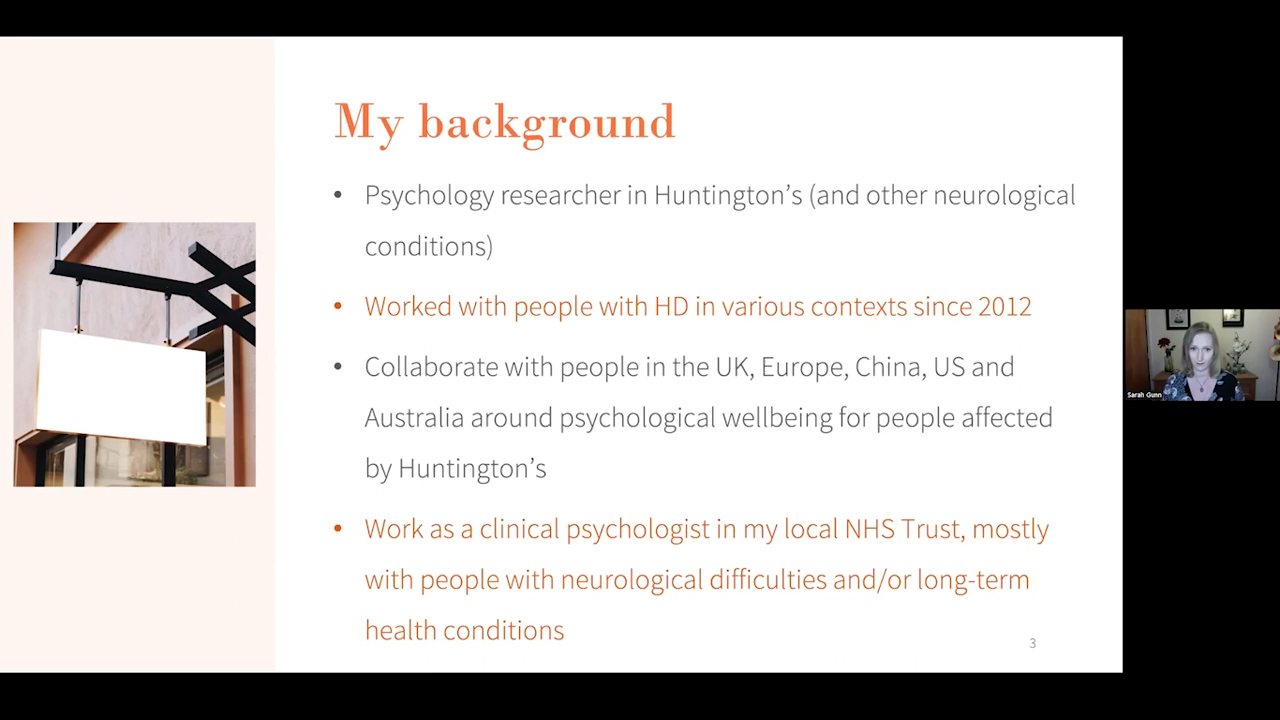 My background
• Psychology researcher in Huntington’s (and other neurological
conditions)
• Worked with people with HD in various contexts since 2012
• Collaborate with people in the UK, Europe, China, US and
Australia around psychological wellbeing for people affected
by Huntington’s
• Work as a clinical psychologist in my local NHS Trust, mostly
with people with neurological difficulties and/or long-term
health conditions
3
Sarah Gunn